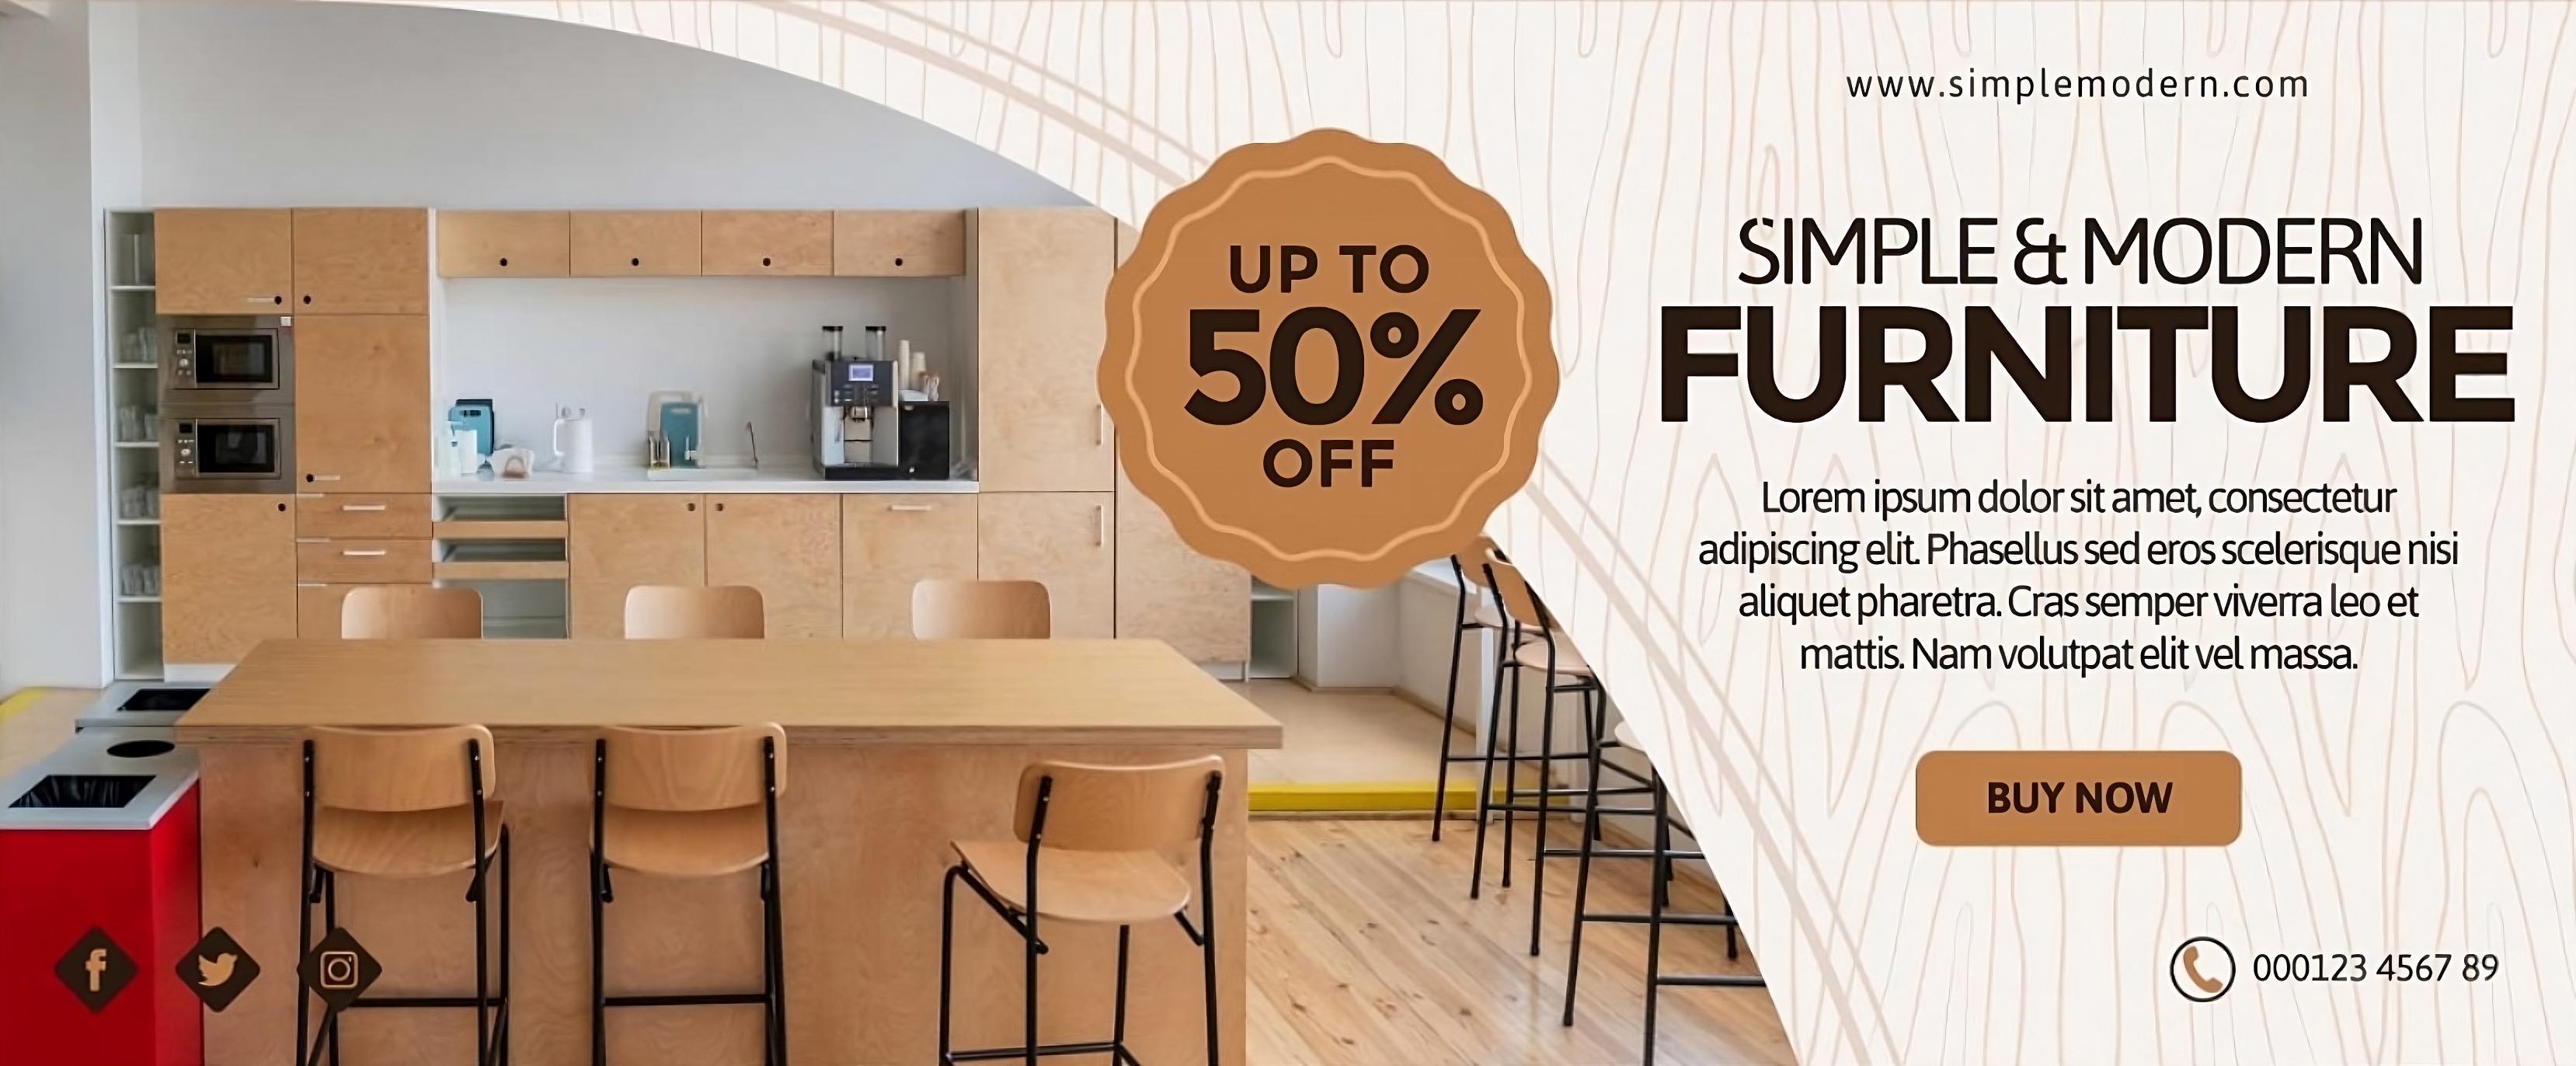 www.simplemodern.com
UP TO
50%
OFF
SIMPLE & MODERN
FURNITURE
Lorem ipsum dolor sit amet, consectetur
adipiscing elit. Phasellus sed eros scelerisque nisi
aliquet pharetra. Cras semper viverra leo et
mattis. Nam volutpat elit vel massa.
BUY NOW
000123 4567 89